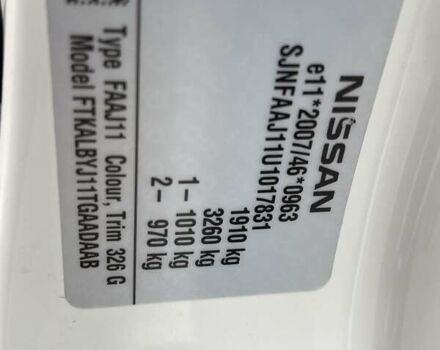 NISSAN
e11*2007/46*0963
SJNFAAJ11U1017831
1910 kg
3260 kg
1– 1010 kg
2– 970 kg
Type FAAJ11 Colour, Trim 326 G
Model FTKALBYJ11TGAADAAB